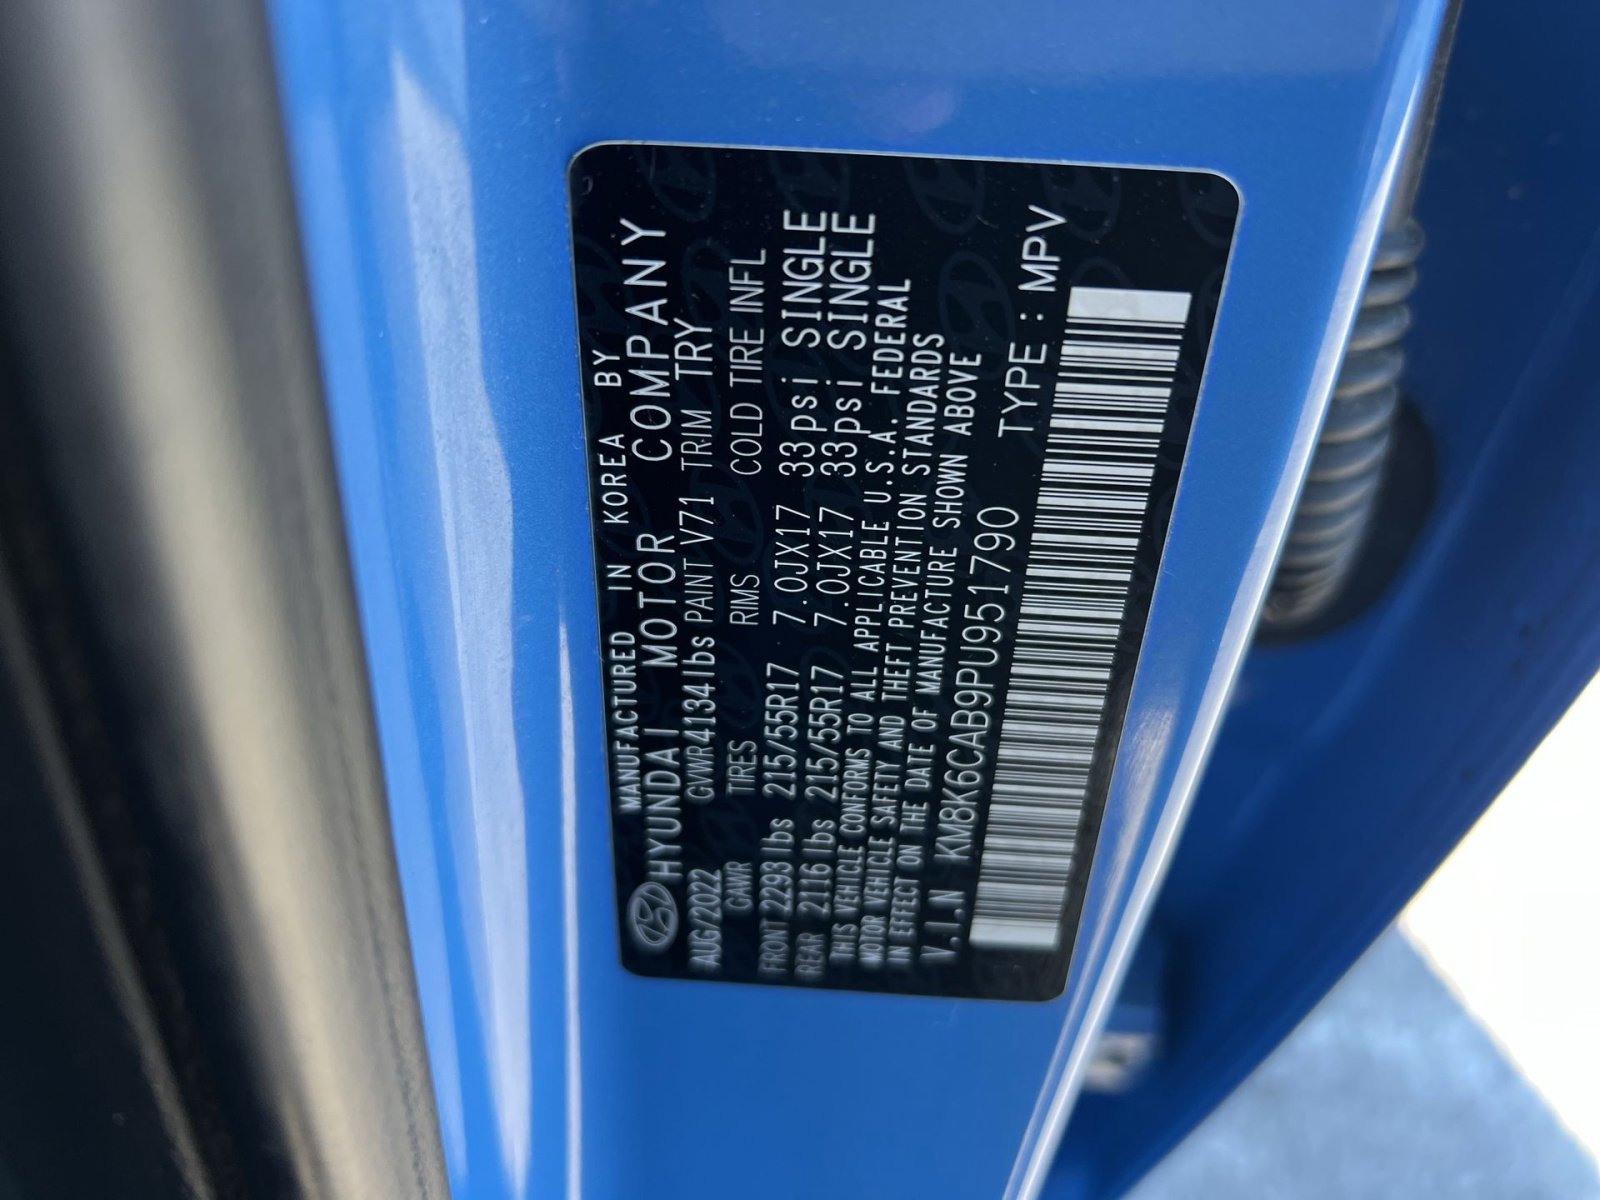 MANUFACTURED IN KOREA BY
HYUNDAI MOTOR COMPANY
AUG/2022 GVWR 4134lbs PAINT V71 TRIM TRY
GAWR TIRES RIMS COLD TIRE INFL
FRONT 2293 lbs 215/55R17 7.0JX17 33psi SINGLE
REAR 2116 lbs 215/55R17 7.0JX17 33psi SINGLE
THIS VEHICLE CONFORMS TO ALL APPLICABLE U.S.A. FEDERAL
MOTOR VEHICLE SAFETY AND THEFT PREVENTION STANDARDS
IN EFFECT ON THE DATE OF MANUFACTURE SHOWN ABOVE
V.I.N KM8K6CAB9PU951790 TYPE : MPV